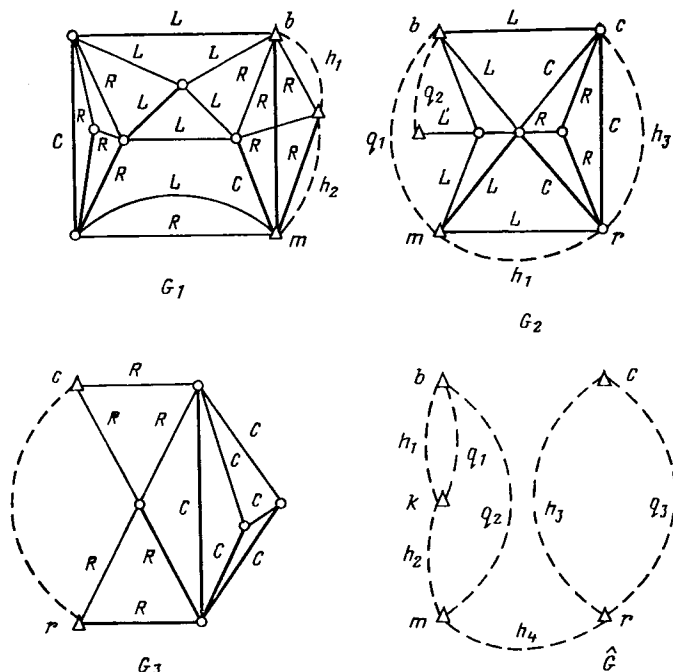 L b L c
L L R R h₁
R L L R
C R R L R
L C R h₂
R m
G₁
b L c
q₂ L C R
q₁ L' R C h₃
L L C R
m L r
h₁
G₂
c R
R R C
C C
C
R R C C
r R
G₃
b c
h₁ q₁
k q₂ h₃ q₃
h₂
m r
h₄
Ĝ